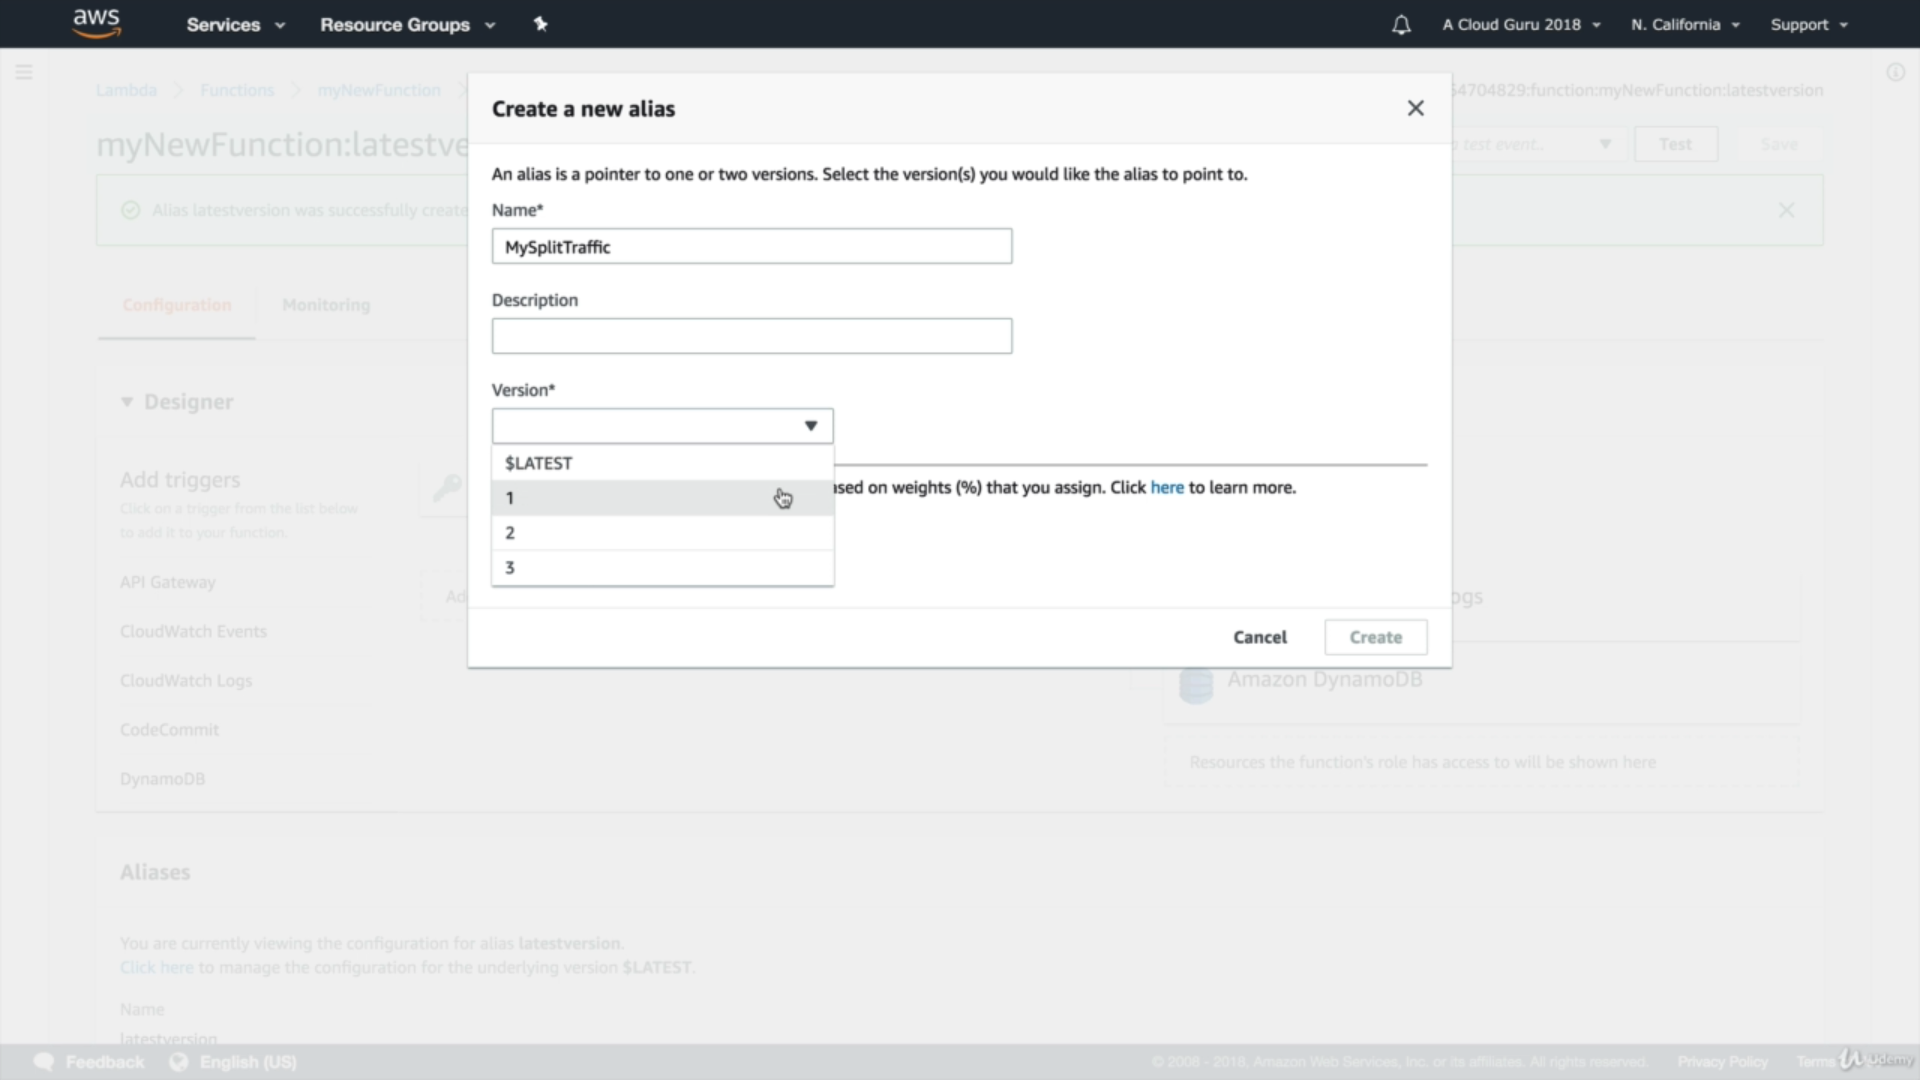 aws Services Resource Groups A Cloud Guru 2018 N. California Support
Lambda Functions myNewFunction 54704829:function:myNewFunction:latestversion
Create a new alias
myNewFunction:latestve test event... Test Save
An alias is a pointer to one or two versions. Select the version(s) you would like the alias to point to.
Alias latestversion was successfully create
Name*
MySplitTraffic
Configuration Monitoring
Description
Version*
Designer
$LATEST
Add triggers
1 ased on weights (%) that you assign. Click here to learn more.
Click on a trigger from the list below
to add it to your function.
2
3
API Gateway
Ad ogs
CloudWatch Events
Cancel Create
CloudWatch Logs
Amazon DynamoDB
CodeCommit
Resources the function's role has access to will be shown here
DynamoDB
Aliases
You are currently viewing the configuration for alias latestversion.
Click here to manage the configuration for the underlying version $LATEST.
Name
latestversion
Feedback English (US) © 2008 - 2018, Amazon Web Services, Inc. or its affiliates. All rights reserved. Privacy Policy Terms Udemy